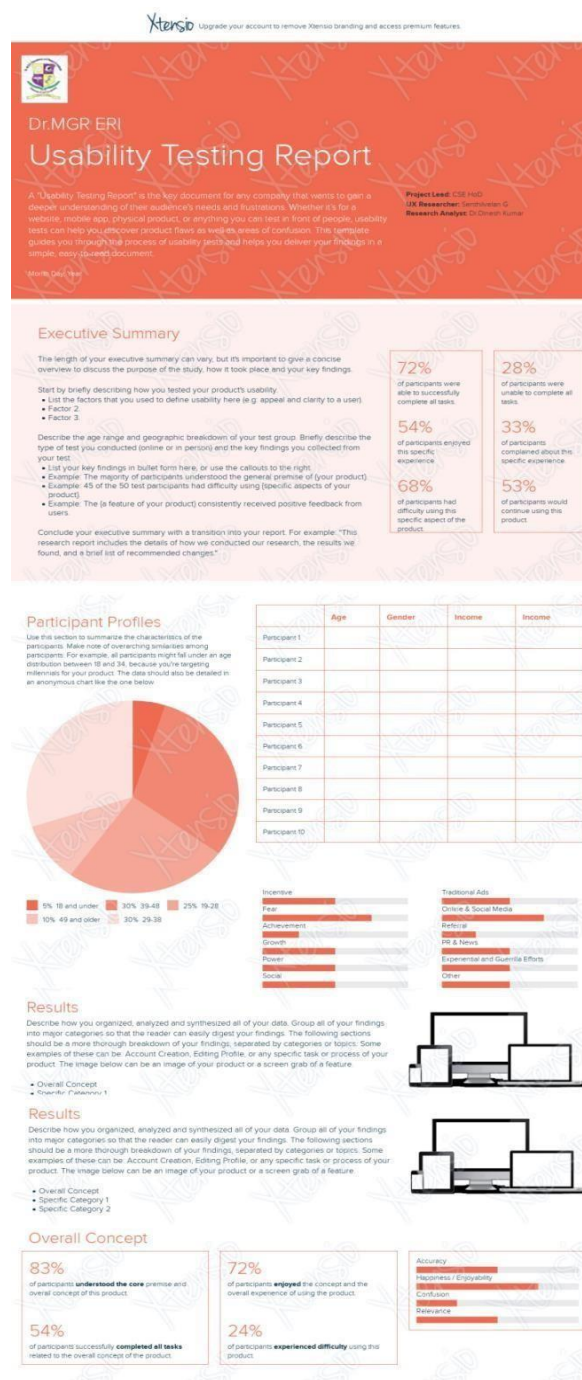 Xtensio Upgrade your account to remove Xtensio branding and access premium features.
Dr.MGR ERI
Usability Testing Report
A "Usability Testing Report" is the key document for any company that wants to gain a
deeper understanding of their audience's needs and frustrations. Whether it's for a
website, mobile app, physical product, or anything you can test in front of people, usability
tests can help you discover product flaws as well as areas of confusion. This template
guides you through the process of usability tests and helps you deliver your findings in a
simple, easy-to-read document.
Month, Day, Year
Project Lead: CSE HoD
UX Researcher: Senthilvelan G
Research Analyst: Dr Dinesh Kumar
Executive Summary
The length of your executive summary can vary, but it's important to give a concise
overview to discuss the purpose of the study, how it took place and your key findings.
Start by briefly describing how you tested your product's usability.
• List the factors that you used to define usability here (e.g. appeal and clarity to a user).
• Factor 2.
• Factor 3.
Describe the age range and geographic breakdown of your test group. Briefly describe the
type of test you conducted (online or in person) and the key findings you collected from
your test.
• List your key findings in bullet form here, or use the callouts to the right.
• Example: The majority of participants understood the general premise of {your product}.
• Example: 45 of the 50 test participants had difficulty using {specific aspects of your
product}.
• Example: The {a feature of your product} consistently received positive feedback from
users.
Conclude your executive summary with a transition into your report. For example: "This
research report includes the details of how we conducted our research, the results we
found, and a brief list of recommended changes."
72%
of participants were
able to successfully
complete all tasks.
54%
of participants enjoyed
this specific
experience.
68%
of participants had
difficulty using this
specific aspect of the
product.
28%
of participants were
unable to complete all
tasks.
33%
of participants
complained about this
specific experience.
53%
of participants would
continue using this
product.
Participant Profiles
Use this section to summarize the characteristics of the
participants. Make note of overarching similarities among
participants. For example, all participants might fall under an age
distribution between 18 and 34, because you're targeting
millennials for your product. The data should also be detailed in
an anonymous chart like the one below.
5% 18 and under 30% 39-48 25% 19-28
10% 49 and older 30% 29-38
Age Gender Income Income
Participant 1
Participant 2
Participant 3
Participant 4
Participant 5
Participant 6
Participant 7
Participant 8
Participant 9
Participant 10
Incentive
Fear
Achievement
Growth
Power
Social
Traditional Ads
Online & Social Media
Referral
PR & News
Experiential and Guerrilla Efforts
Other
Results
Describe how you organized, analyzed and synthesized all of your data. Group all of your findings
into major categories so that the reader can easily digest your findings. The following sections
should be a more thorough breakdown of your findings, separated by categories or topics. Some
examples of these can be: Account Creation, Editing Profile, or any specific task or process of your
product. The image below can be an image of your product or a screen grab of a feature.
• Overall Concept
• Specific Category 1
Results
Describe how you organized, analyzed and synthesized all of your data. Group all of your findings
into major categories so that the reader can easily digest your findings. The following sections
should be a more thorough breakdown of your findings, separated by categories or topics. Some
examples of these can be: Account Creation, Editing Profile, or any specific task or process of your
product. The image below can be an image of your product or a screen grab of a feature.
• Overall Concept
• Specific Category 1
• Specific Category 2
Overall Concept
83%
of participants understood the core premise and
overall concept of this product.
54%
of participants successfully completed all tasks
related to the overall concept of the product.
72%
of participants enjoyed the concept and the
overall experience of using the product.
24%
of participants experienced difficulty using this
product.
Accuracy
Happiness / Enjoyability
Confusion
Relevance